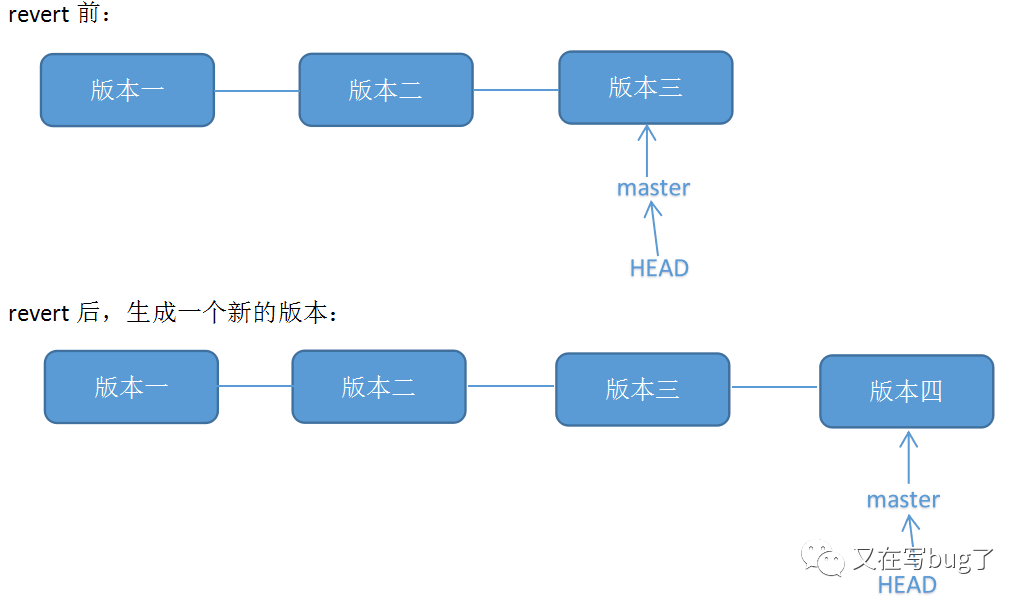 revert 前：
版本一
版本二
版本三
master
HEAD
revert 后，生成一个新的版本：
版本一
版本二
版本三
版本四
master
又在写bug了
HEAD